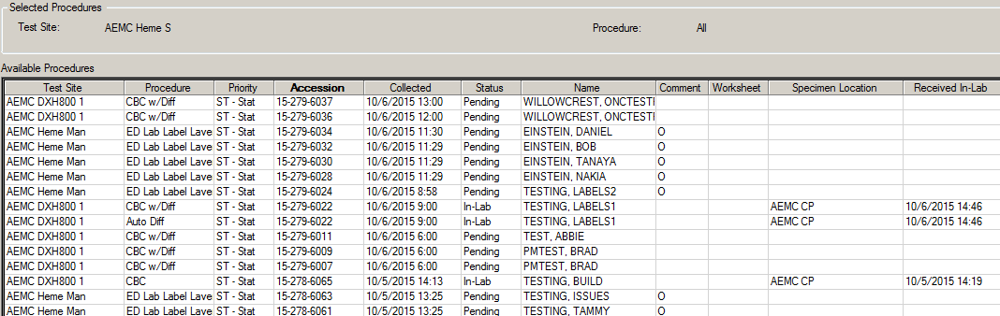 Selected Procedures
Test Site: AEMC Heme S Procedure: All
Available Procedures
Test Site Procedure Priority Accession Collected Status Name Comment Worksheet Specimen Location Received In-Lab
AEMC DXH800 1 CBC w/Diff ST - Stat 15-279-6037 10/6/2015 13:00 Pending WILLOWCREST, ONCTESTI
AEMC DXH800 1 CBC w/Diff ST - Stat 15-279-6036 10/6/2015 12:00 Pending WILLOWCREST, ONCTESTI
AEMC Heme Man ED Lab Label Lave ST - Stat 15-279-6034 10/6/2015 11:30 Pending EINSTEIN, DANIEL O
AEMC Heme Man ED Lab Label Lave ST - Stat 15-279-6032 10/6/2015 11:29 Pending EINSTEIN, BOB O
AEMC Heme Man ED Lab Label Lave ST - Stat 15-279-6030 10/6/2015 11:29 Pending EINSTEIN, TANAYA O
AEMC Heme Man ED Lab Label Lave ST - Stat 15-279-6028 10/6/2015 11:29 Pending EINSTEIN, NAKIA O
AEMC Heme Man ED Lab Label Lave ST - Stat 15-279-6024 10/6/2015 8:58 Pending TESTING, LABELS2 O
AEMC DXH800 1 CBC w/Diff ST - Stat 15-279-6022 10/6/2015 9:00 In-Lab TESTING, LABELS1 AEMC CP 10/6/2015 14:46
AEMC DXH800 1 Auto Diff ST - Stat 15-279-6022 10/6/2015 9:00 In-Lab TESTING, LABELS1 AEMC CP 10/6/2015 14:46
AEMC DXH800 1 CBC w/Diff ST - Stat 15-279-6011 10/6/2015 6:00 Pending TEST, ABBIE
AEMC DXH800 1 CBC w/Diff ST - Stat 15-279-6009 10/6/2015 6:00 Pending PMTEST, BRAD
AEMC DXH800 1 CBC w/Diff ST - Stat 15-279-6007 10/6/2015 6:00 Pending PMTEST, BRAD
AEMC DXH800 1 CBC ST - Stat 15-278-6065 10/5/2015 14:13 In-Lab TESTING, BUILD AEMC CP 10/5/2015 14:19
AEMC Heme Man ED Lab Label Lave ST - Stat 15-278-6063 10/5/2015 13:25 Pending TESTING, ISSUES O
AEMC Heme Man ED Lab Label Lave ST - Stat 15-278-6061 10/5/2015 13:25 Pending TESTING, TAMMY O